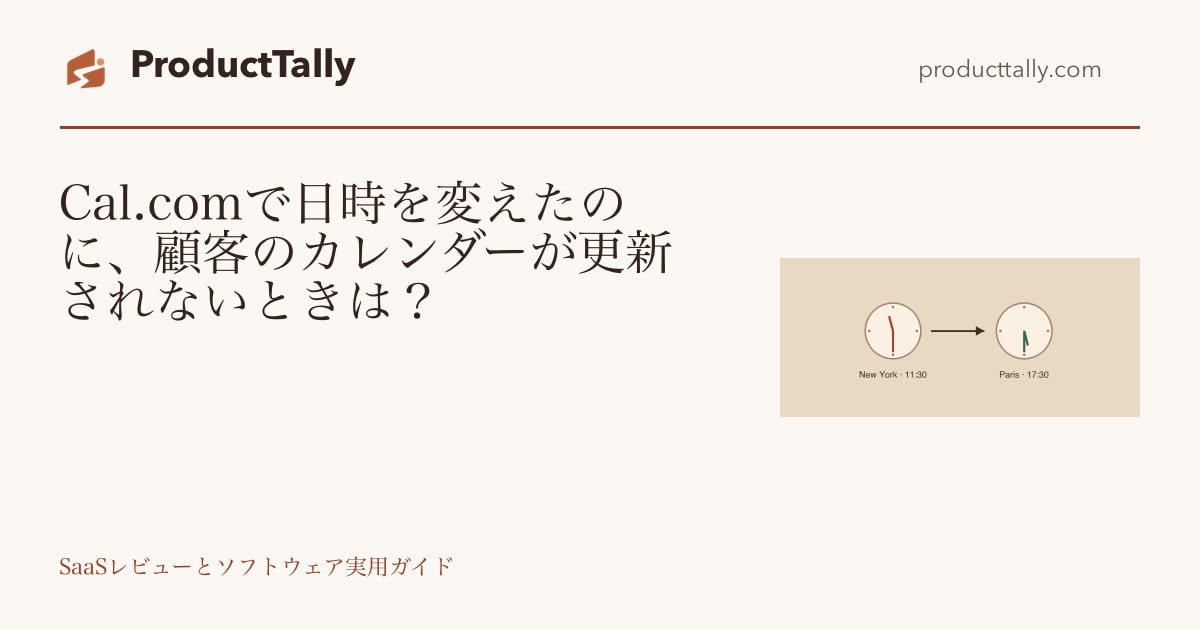 ProductTally
producttally.com
Cal.comで日時を変えたの
に、顧客のカレンダーが更新
されないときは？
New York · 11:30
Paris · 17:30
SaaSレビューとソフトウェア実用ガイド